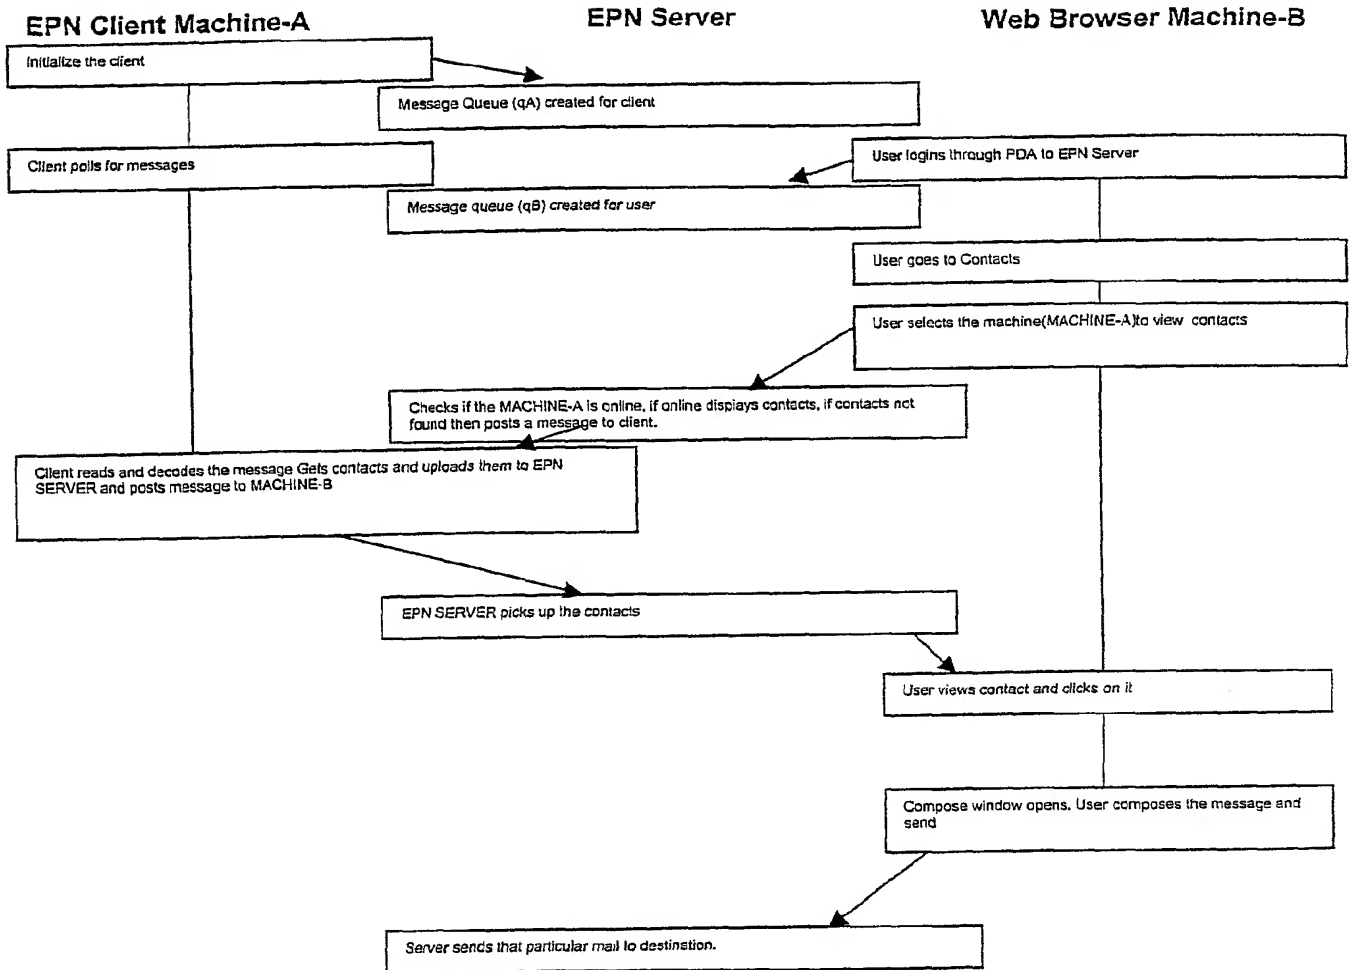 EPN Client Machine-A
EPN Server
Web Browser Machine-B
Initialize the client
Message Queue (qA) created for client
Client polls for messages
User logins through PDA to EPN Server
Message queue (qB) created for user
User goes to Contacts
User selects the machine(MACHINE-A)to view contacts
Checks if the MACHINE-A is online, if online displays contacts, if contacts not
found then posts a message to client.
Client reads and decodes the message Gets contacts and uploads them to EPN
SERVER and posts message to MACHINE-B
EPN SERVER picks up the contacts
User views contact and clicks on it
Compose window opens. User composes the message and
send
Server sends that particular mail to destination.